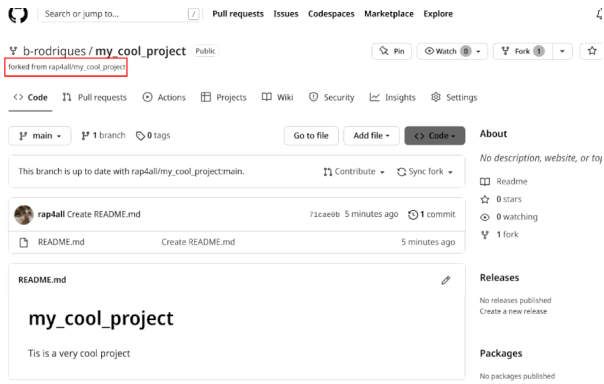 Search or jump to... / Pull requests Issues Codespaces Marketplace Explore
b-rodrigues / my_cool_project Public Pin Watch 0 Fork 1
forked from rap4all/my_cool_project
Code Pull requests Actions Projects Wiki Security Insights Settings
main 1 branch 0 tags Go to file Add file Code About
No description, website, or top
This branch is up to date with rap4all/my_cool_project:main. Contribute Sync fork
Readme
0 stars
rap4all Create README.md 71cae0b 5 minutes ago 1 commit
0 watching
README.md Create README.md 5 minutes ago
1 fork
README.md
Releases
No releases published
Create a new release
my_cool_project
Tis is a very cool project
Packages
No packages published